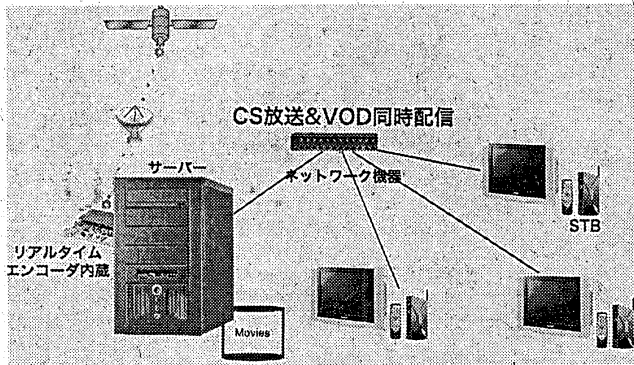 CS放送&VOD同時配信
サーバー
ネットワーク機器
STB
リアルタイム
エンコーダ内蔵
Movies